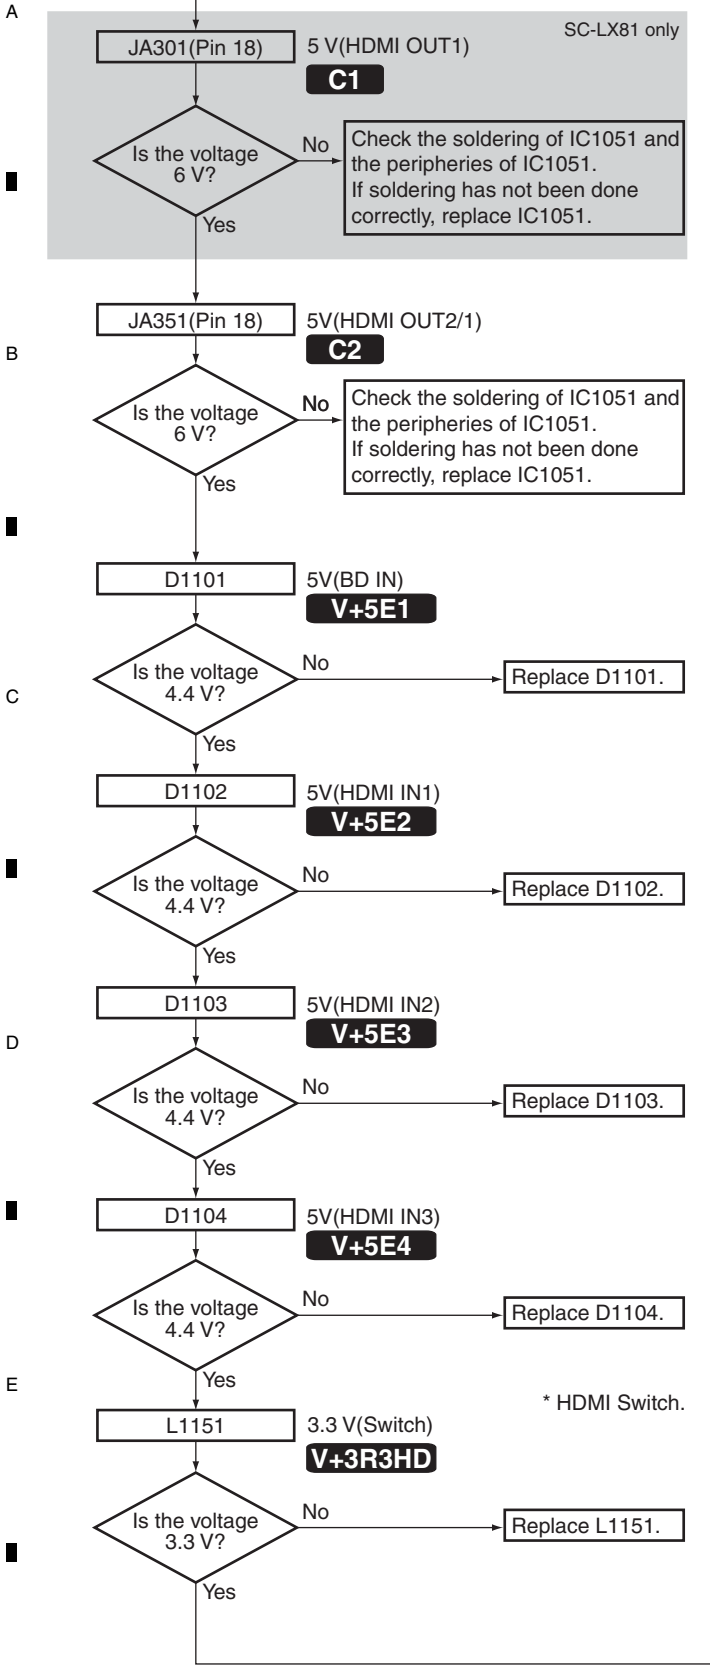 A
SC-LX81 only
JA301(Pin 18)
5 V(HDMI OUT1)
C1
Is the voltage
6 V?
No
Check the soldering of IC1051 and
the peripheries of IC1051.
If soldering has not been done
correctly, replace IC1051.
Yes
JA351(Pin 18)
5V(HDMI OUT2/1)
C2
B
Is the voltage
6 V?
No
Check the soldering of IC1051 and
the peripheries of IC1051.
If soldering has not been done
correctly, replace IC1051.
Yes
D1101
5V(BD IN)
V+5E1
Is the voltage
4.4 V?
No
Replace D1101.
C
Yes
D1102
5V(HDMI IN1)
V+5E2
Is the voltage
4.4 V?
No
Replace D1102.
Yes
D1103
5V(HDMI IN2)
V+5E3
D
Is the voltage
4.4 V?
No
Replace D1103.
Yes
D1104
5V(HDMI IN3)
V+5E4
Is the voltage
4.4 V?
No
Replace D1104.
Yes
E
* HDMI Switch.
L1151
3.3 V(Switch)
V+3R3HD
Is the voltage
3.3 V?
No
Replace L1151.
Yes